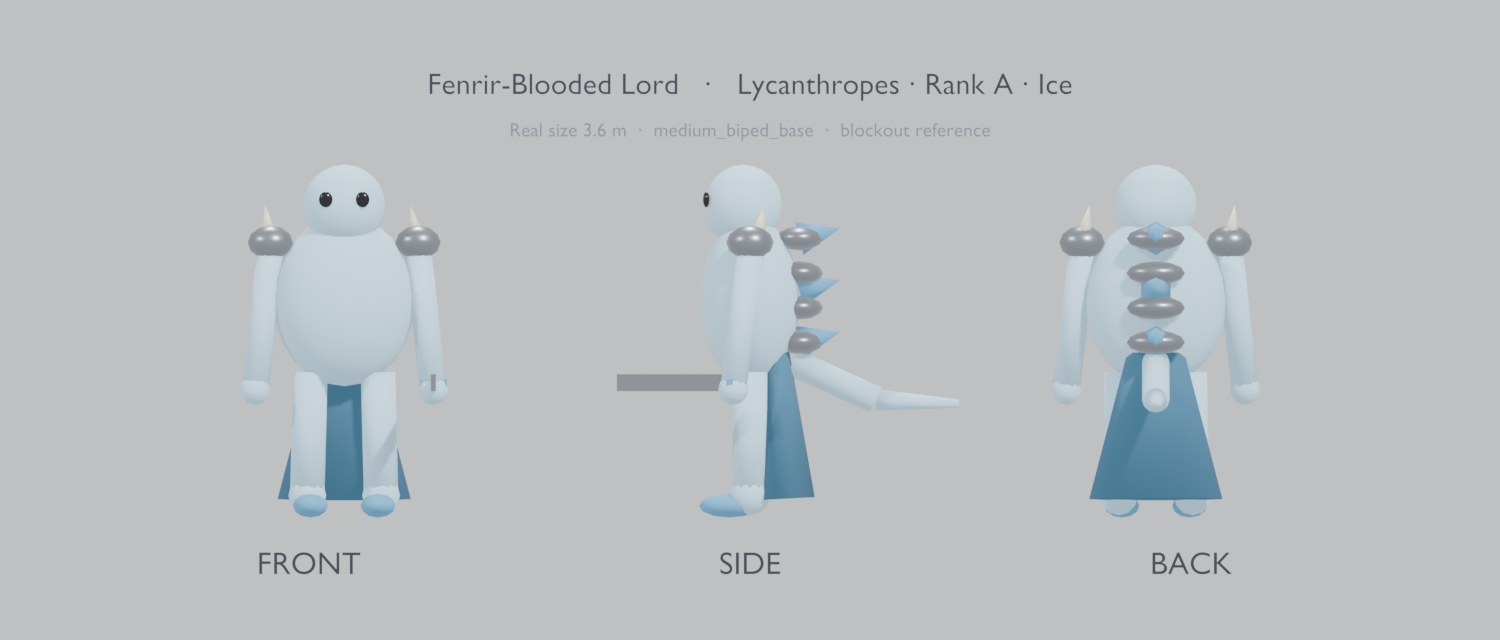 Fenrir-Blooded Lord · Lycanthropes · Rank A · Ice
Real size 3.6 m · medium_biped_base · blockout reference
FRONT SIDE BACK